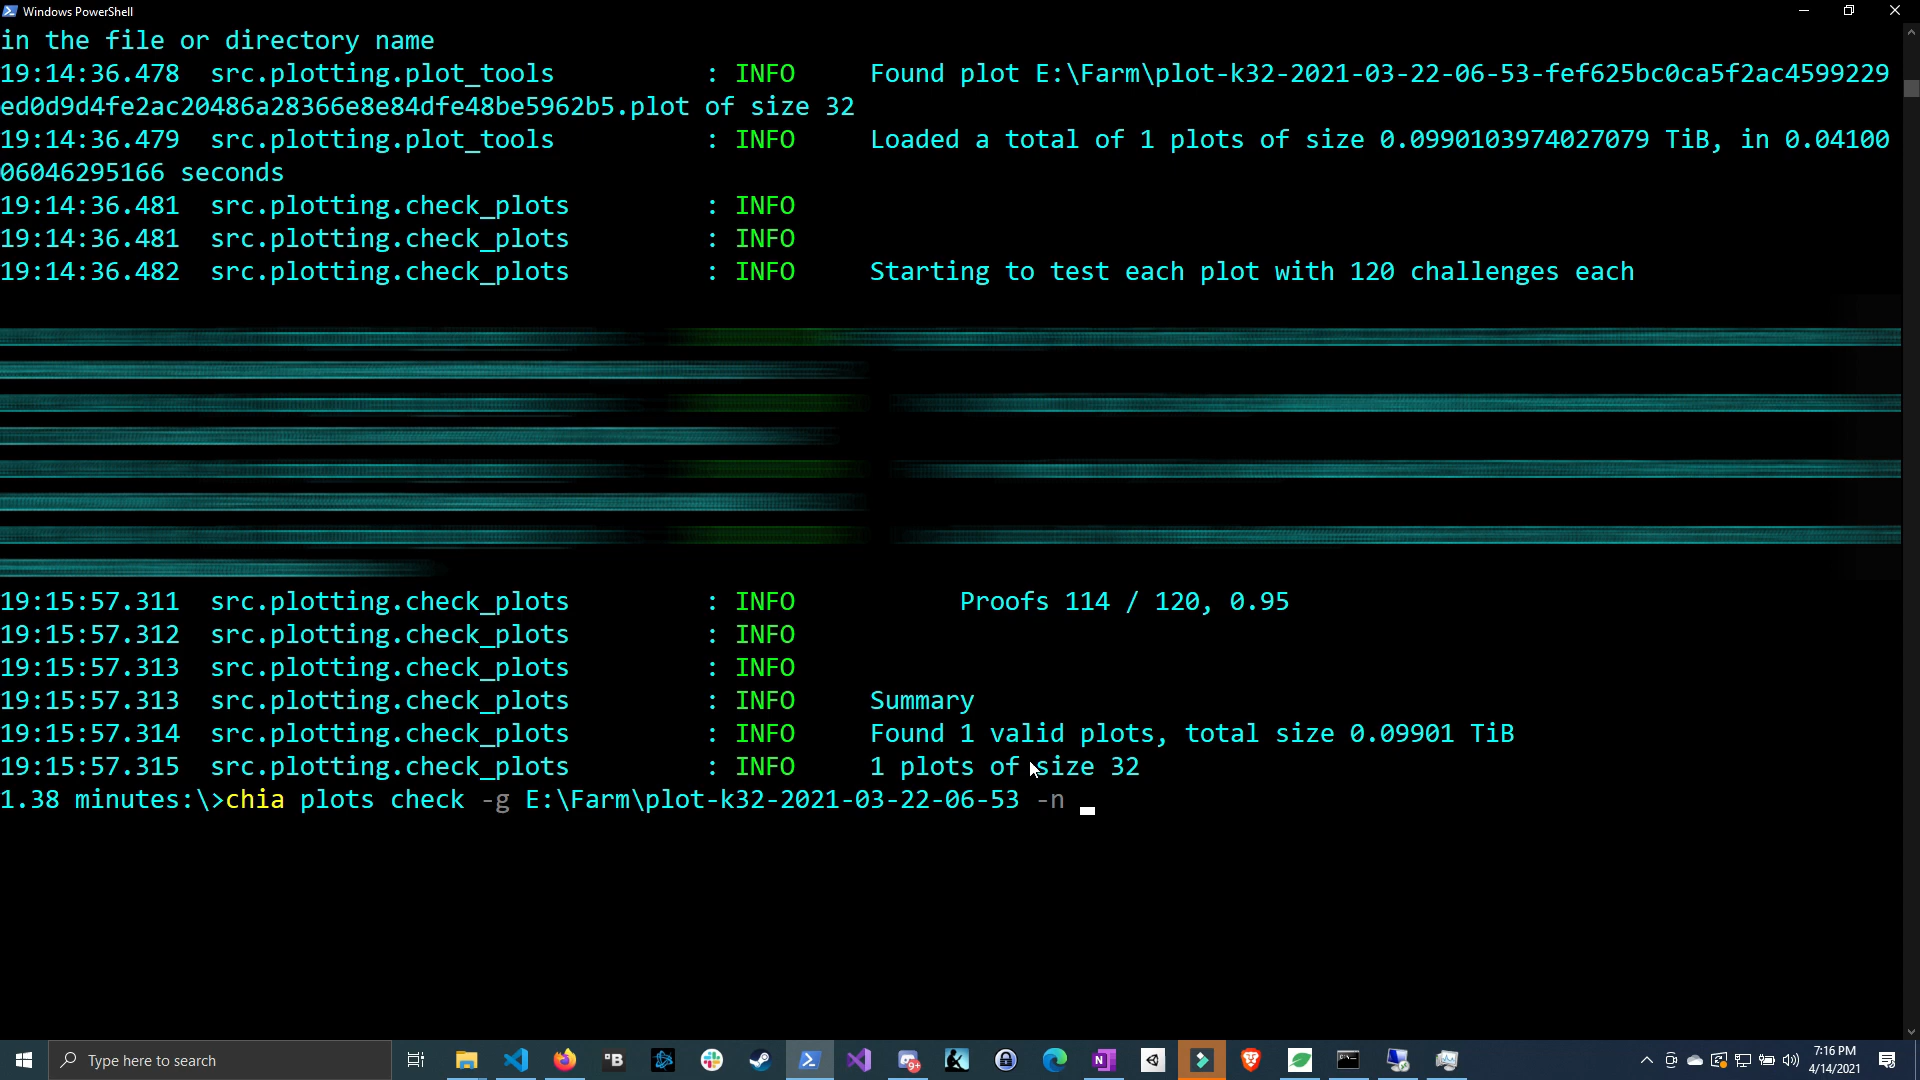 Windows PowerShell
in the file or directory name
19:14:36.478 src.plotting.plot_tools : INFO Found plot E:\Farm\plot-k32-2021-03-22-06-53-fef625bc0ca5f2ac4599229
ed0d9d4fe2ac20486a28366e8e84dfe48be5962b5.plot of size 32
19:14:36.479 src.plotting.plot_tools : INFO Loaded a total of 1 plots of size 0.0990103974027079 TiB, in 0.04100
06046295166 seconds
19:14:36.481 src.plotting.check_plots : INFO
19:14:36.481 src.plotting.check_plots : INFO
19:14:36.482 src.plotting.check_plots : INFO Starting to test each plot with 120 challenges each
19:15:57.311 src.plotting.check_plots : INFO Proofs 114 / 120, 0.95
19:15:57.312 src.plotting.check_plots : INFO
19:15:57.313 src.plotting.check_plots : INFO
19:15:57.313 src.plotting.check_plots : INFO Summary
19:15:57.314 src.plotting.check_plots : INFO Found 1 valid plots, total size 0.09901 TiB
19:15:57.315 src.plotting.check_plots : INFO 1 plots of size 32
1.38 minutes:\>chia plots check -g E:\Farm\plot-k32-2021-03-22-06-53 -n
Type here to search
7:16 PM
4/14/2021